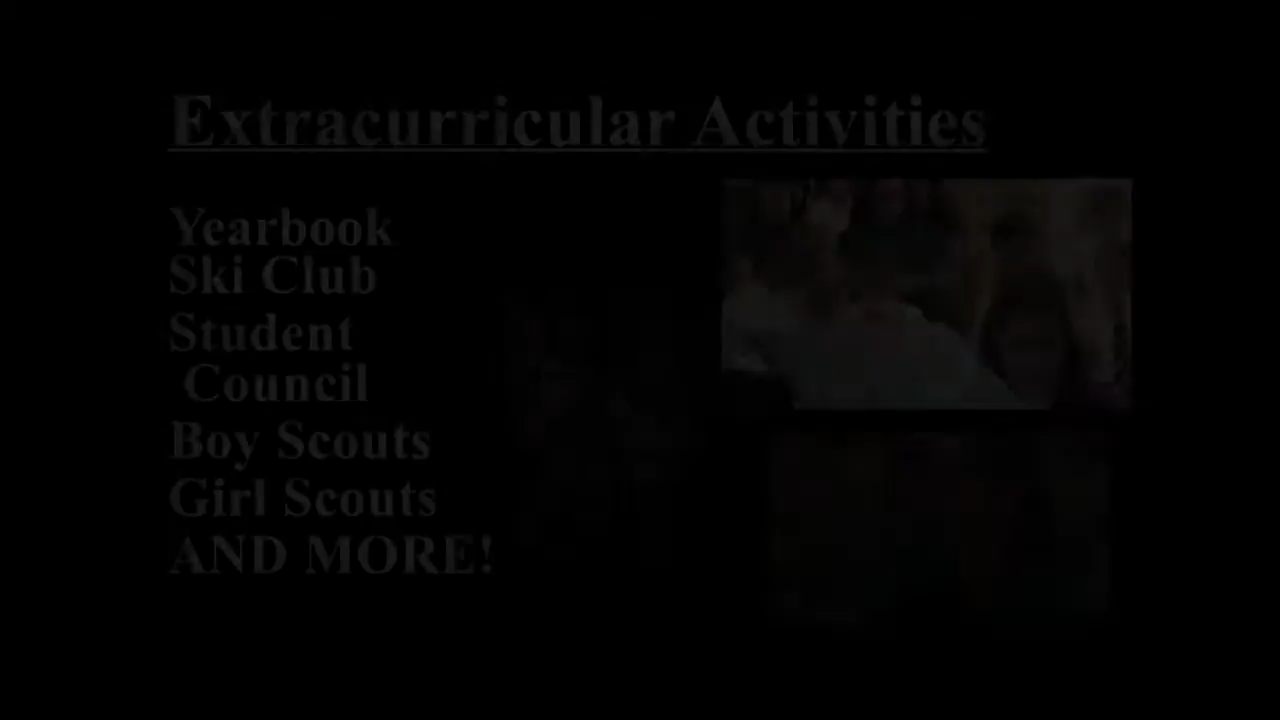 Extracurricular Activities
Yearbook
Ski Club
Student
Council
Boy Scouts
Girl Scouts
AND MORE!